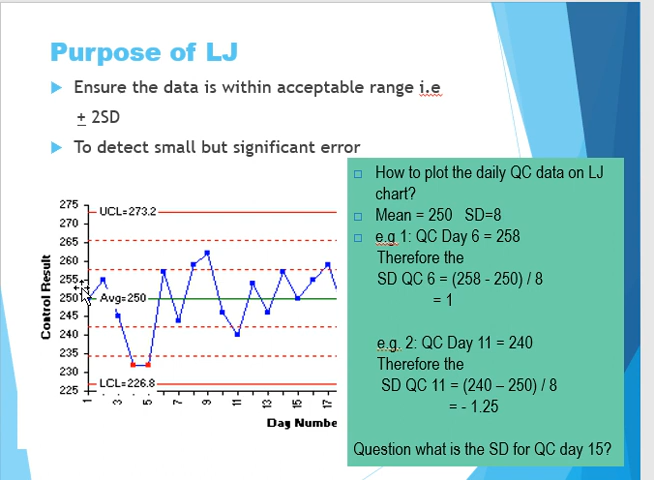 Purpose of LJ
Ensure the data is within acceptable range i.e
+ 2SD
To detect small but significant error
How to plot the daily QC data on LJ
chart?
Mean = 250 SD=8
e.g 1: QC Day 6 = 258
Therefore the
SD QC 6 = (258 - 250) / 8
= 1
e.g. 2: QC Day 11 = 240
Therefore the
SD QC 11 = (240 – 250) / 8
= - 1.25
Question what is the SD for QC day 15?
Control Result
275
270
265
260
255
250
245
240
235
230
225
UCL=273.2
Avg=250
LCL=226.8
1
3
5
7
9
11
13
15
17
Day Numbe